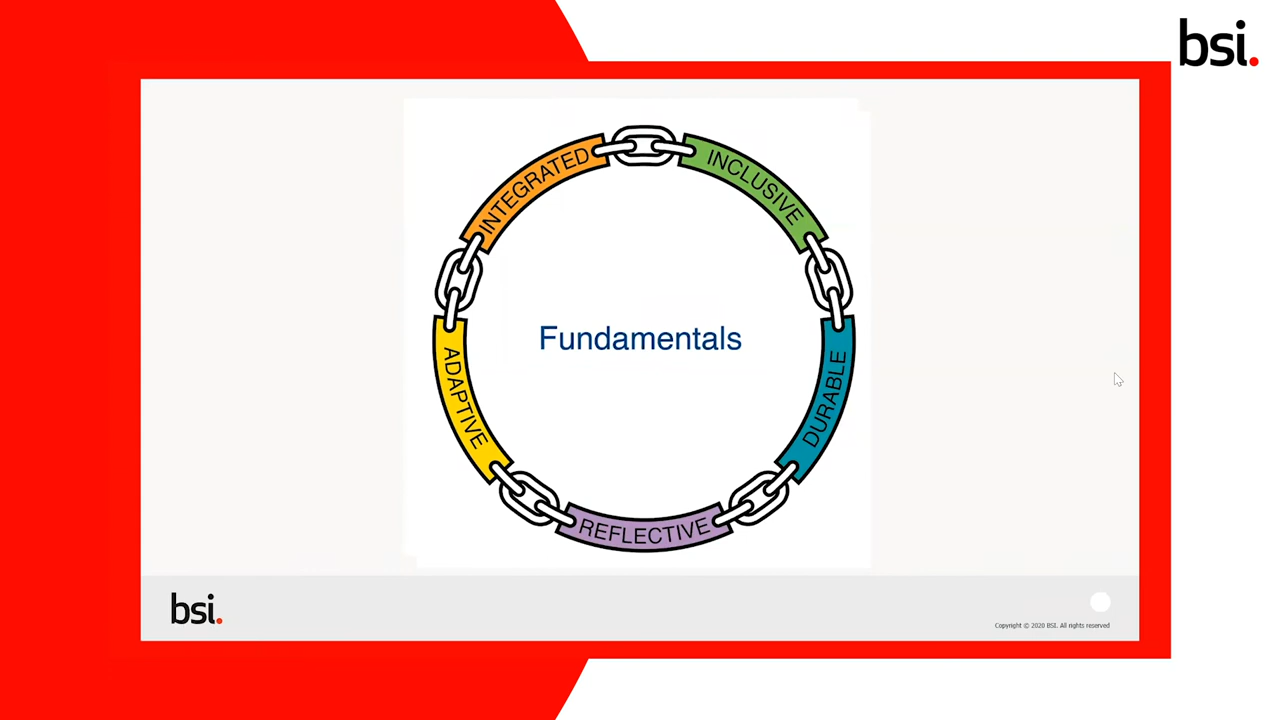 bsi.
INTEGRATED
INCLUSIVE
Fundamentals
ADAPTIVE
DURABLE
REFLECTIVE
bsi.
Copyright © 2020 BSI. All rights reserved